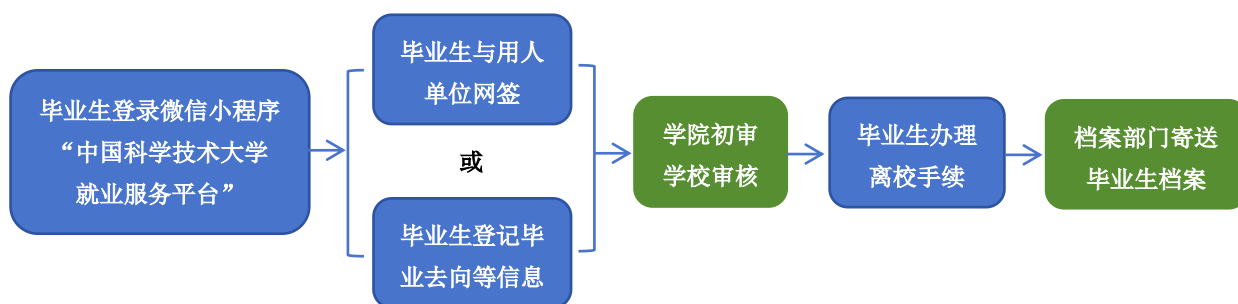 毕业生登录微信小程序
“中国科学技术大学
就业服务平台”
毕业生与用人
单位网签
或
毕业生登记毕
业去向等信息
学院初审
学校审核
毕业生办理
离校手续
档案部门寄送
毕业生档案